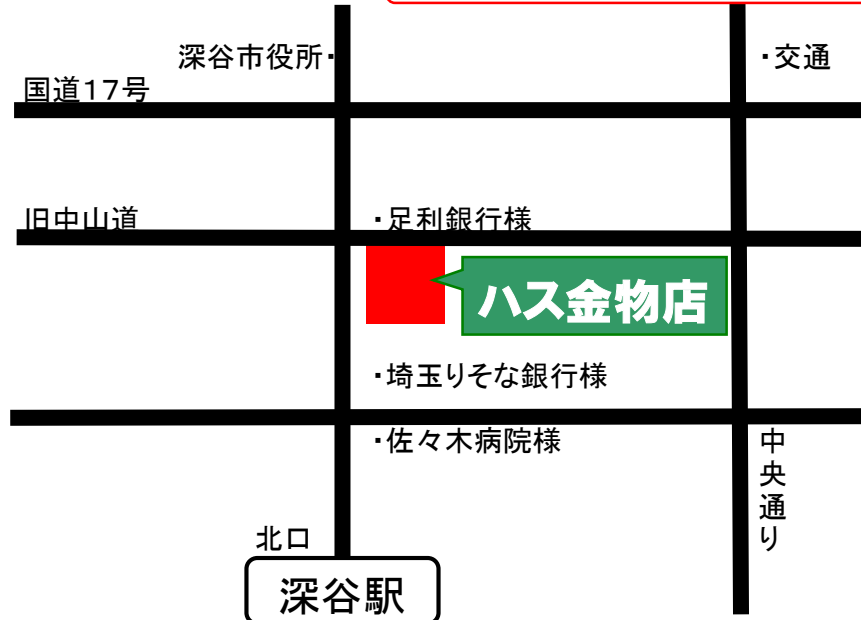 深谷市役所・
・交通
国道17号
旧中山道
・足利銀行様
ハス金物店
・埼玉りそな銀行様
・佐々木病院様
中央通り
北口
深谷駅